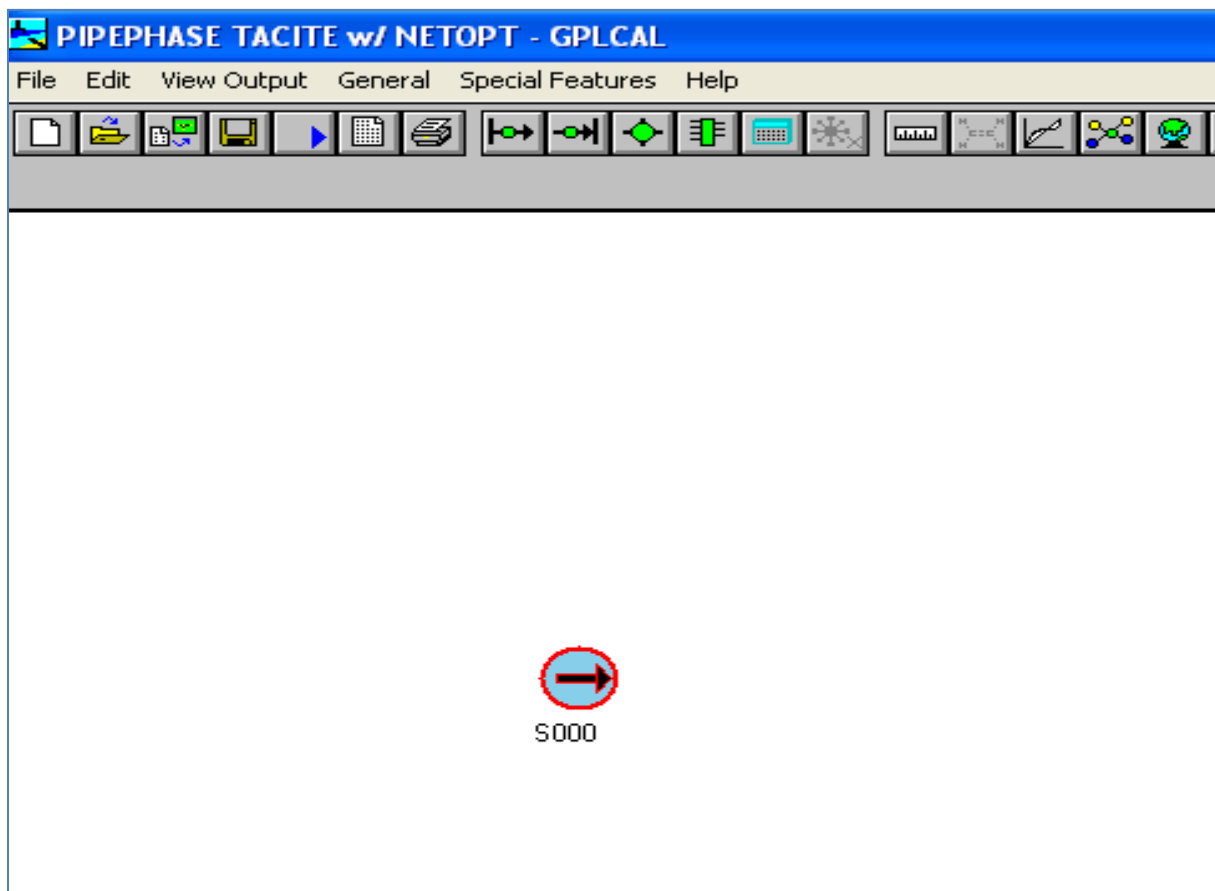 PIPEPHASE TACITE w/ NETOPT - GPLCAL
File Edit View Output General Special Features Help
S000